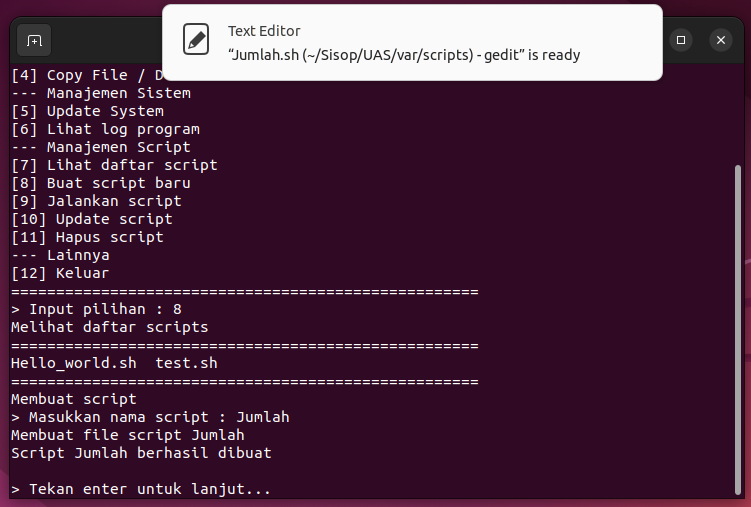 Text Editor
“Jumlah.sh (~/Sisop/UAS/var/scripts) - gedit” is ready
[4] Copy File / D
--- Manajemen Sistem
[5] Update System
[6] Lihat log program
--- Manajemen Script
[7] Lihat daftar script
[8] Buat script baru
[9] Jalankan script
[10] Update script
[11] Hapus script
--- Lainnya
[12] Keluar
====================================================
> Input pilihan : 8
Melihat daftar scripts
====================================================
Hello_world.sh  test.sh
====================================================
Membuat script
> Masukkan nama script : Jumlah
Membuat file script Jumlah
Script Jumlah berhasil dibuat
> Tekan enter untuk lanjut...